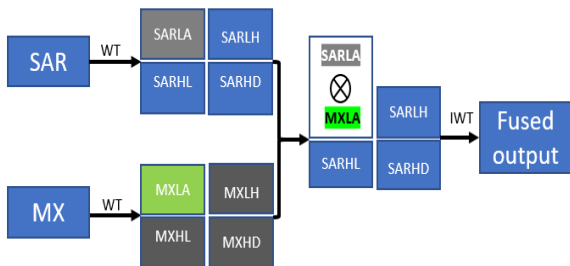 SAR
WT
SARLA
SARLH
SARHL
SARHD
MX
WT
MXLA
MXLH
MXHL
MXHD
SARLA
MXLA
SARLH
SARHL
SARHD
IWT
Fused
output